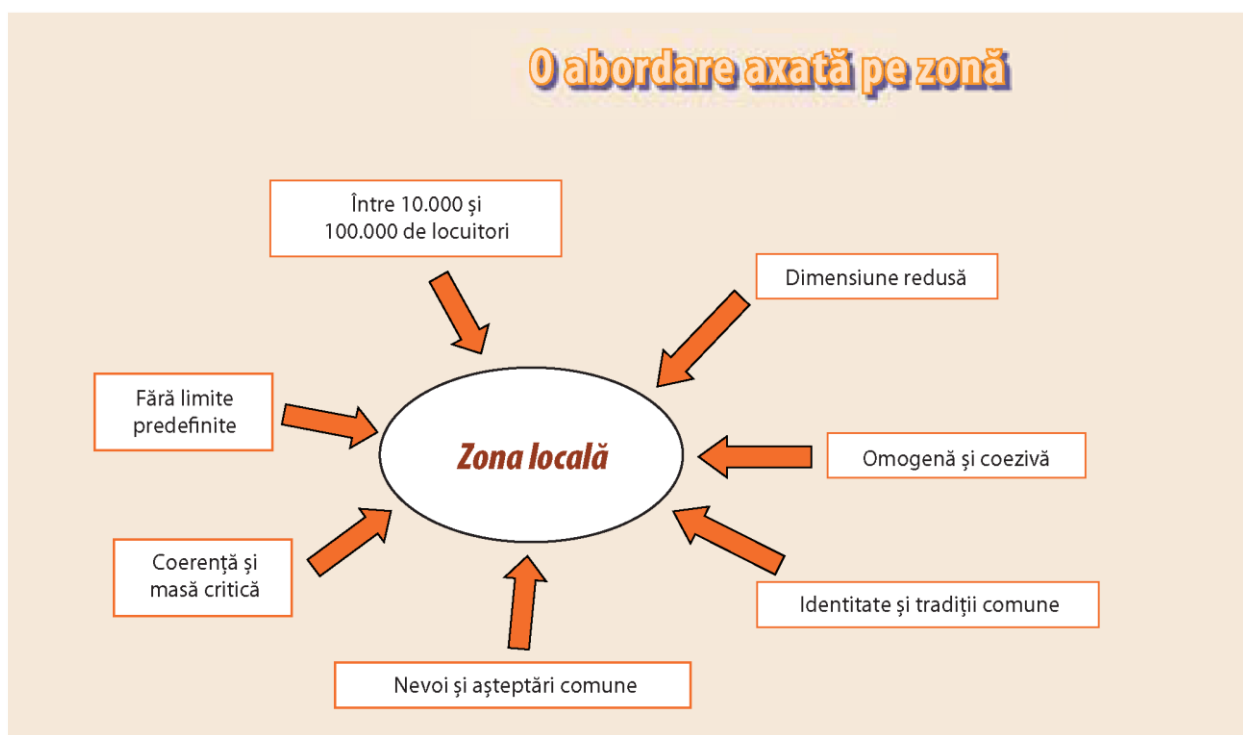 O abordare axată pe zonă
Între 10.000 și
100.000 de locuitori
Dimensiune redusă
Fără limite
predefinite
Zona locală
Omogenă și coezivă
Coerență și
masă critică
Identitate și tradiții comune
Nevoi și așteptări comune